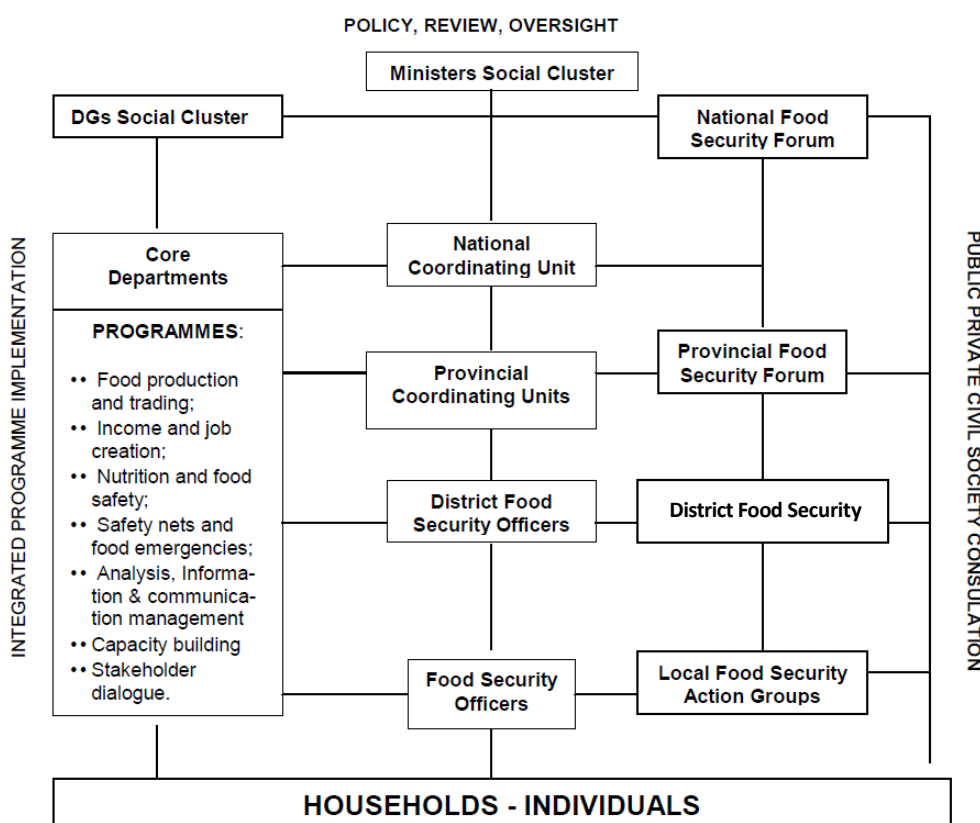 POLICY, REVIEW, OVERSIGHT
Ministers Social Cluster
DGs Social Cluster
National Food
Security Forum
National
Coordinating Unit
Core
Departments
PROGRAMMES:
•• Food production
and trading;
•• Income and job
creation;
•• Nutrition and food
safety;
•• Safety nets and
food emergencies;
•• Analysis, Informa-
tion & communica-
tion management
•• Capacity building
•• Stakeholder
dialogue.
Provincial
Coordinating Units
Provincial Food
Security Forum
District Food
Security Officers
District Food Security
Food Security
Officers
Local Food Security
Action Groups
HOUSEHOLDS - INDIVIDUALS
INTEGRATED PROGRAMME IMPLEMENTATION
PUBLIC PRIVATE CIVIL SOCIETY CONSULATION